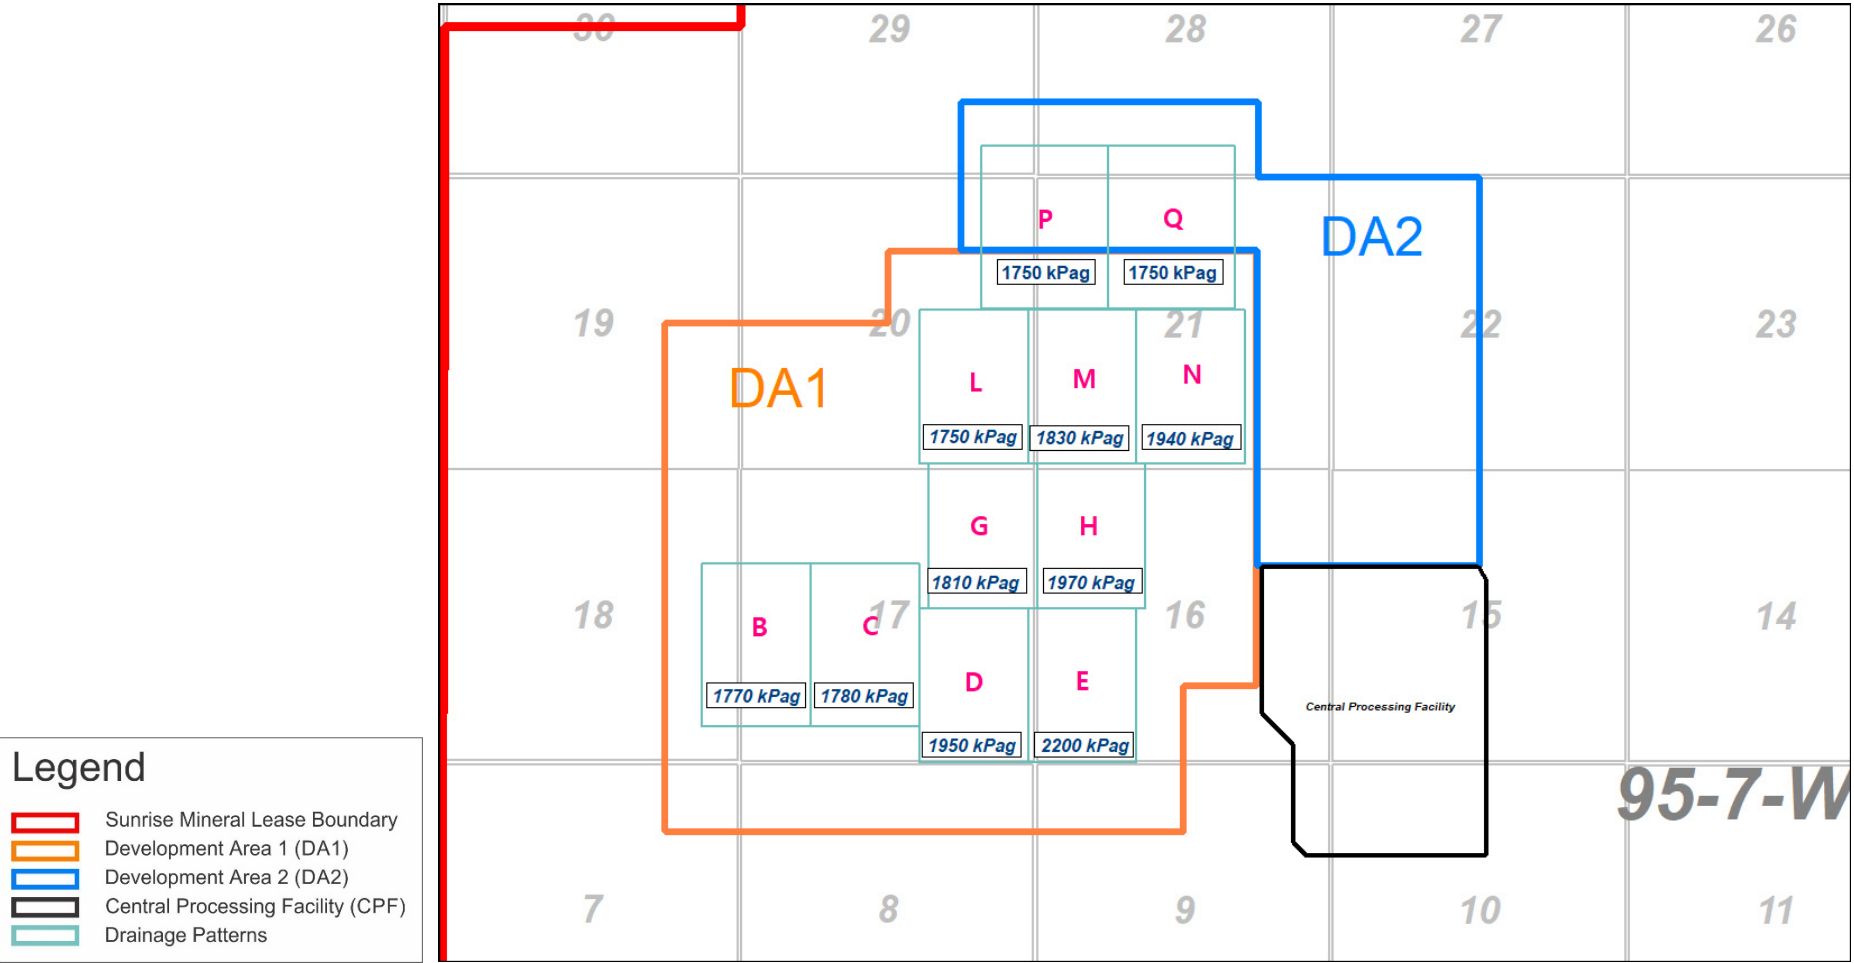 30 29 28 27 26
P Q
DA2
1750 kPag 1750 kPag
19 20 21 22 23
DA1
L M N
1750 kPag 1830 kPag 1940 kPag
G H
1810 kPag 1970 kPag
18 17 16 15 14
B C
D E
1770 kPag 1780 kPag
Central Processing Facility
1950 kPag 2200 kPag
95-7-W
7 8 9 10 11
Legend
Sunrise Mineral Lease Boundary
Development Area 1 (DA1)
Development Area 2 (DA2)
Central Processing Facility (CPF)
Drainage Patterns